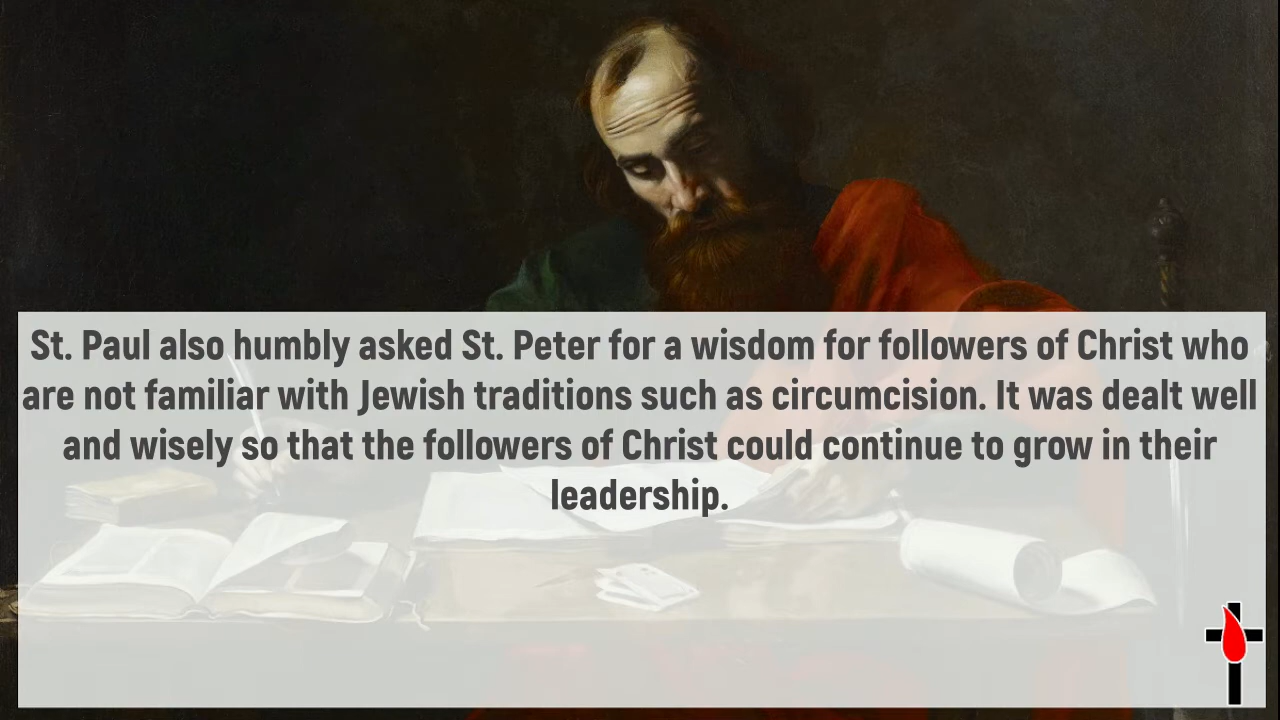 St. Paul also humbly asked St. Peter for a wisdom for followers of Christ who
are not familiar with Jewish traditions such as circumcision. It was dealt well
and wisely so that the followers of Christ could continue to grow in their
leadership.